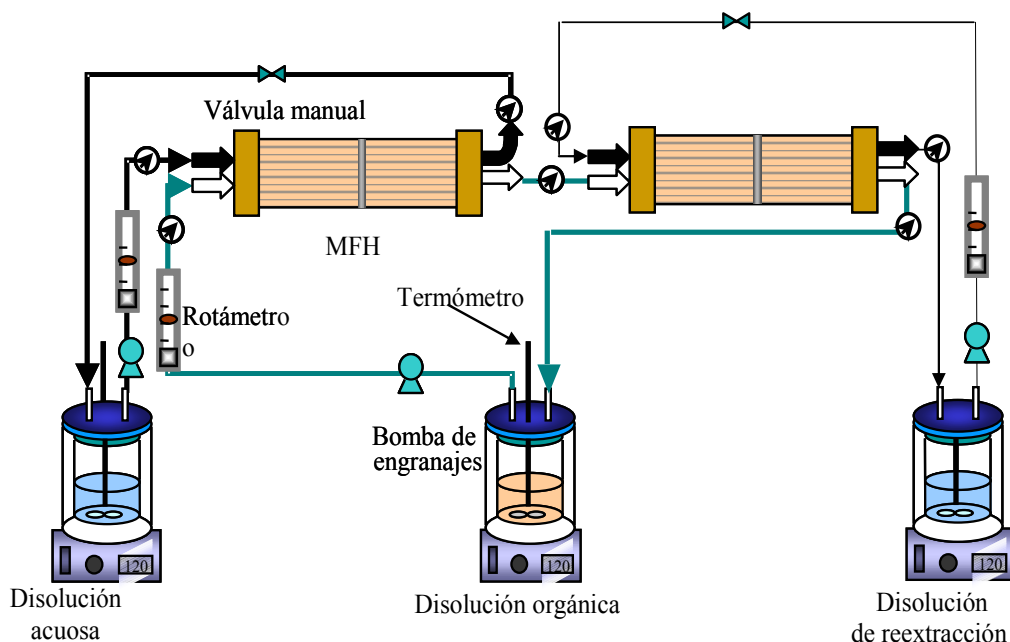 Válvula manual
MFH
Termómetro
Rotámetro
o
Bomba de
engranajes
120
120
120
Disolución
acuosa
Disolución orgánica
Disolución
de reextracción